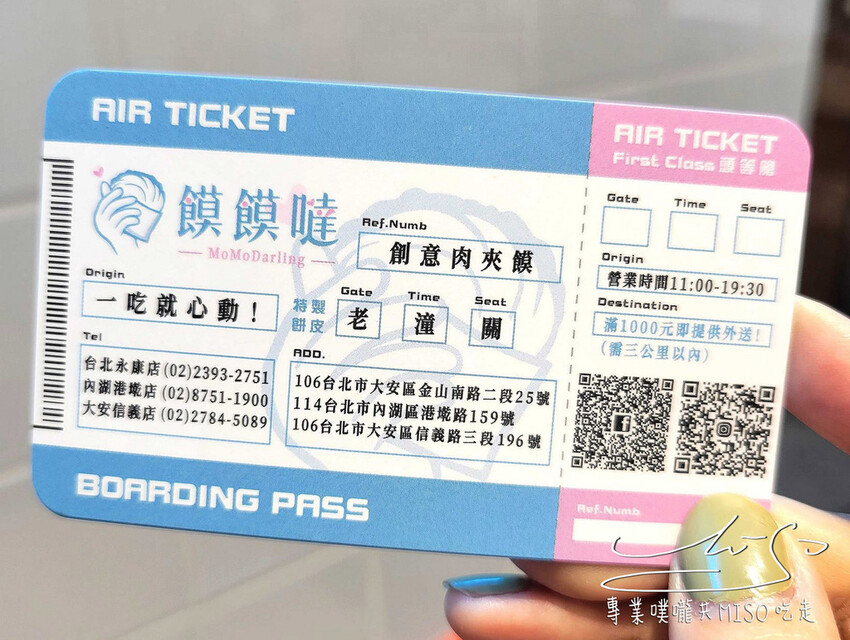 AIR TICKET
饃饃噠
MoMoDarling
Ref.Numb
創意肉夾饃
Origin
一吃就心動！
特製
餅皮
Gate
Time
Seat
老
潼
關
Tel
台北永康店 (02)2393-2751
內湖港墘店 (02)8751-1900
大安信義店 (02)2784-5089
ADD.
106台北市大安區金山南路二段25號
114台北市內湖區港墘路159號
106台北市大安區信義路三段196號
BOARDING PASS
AIR TICKET
First Class 頭等艙
Gate
Time
Seat
Origin
營業時間11:00-19:30
Destination
滿1000元即提供外送！
（需三公里以內）
Ref.Numb
MiSo
專業噗嚨共MISO吃走